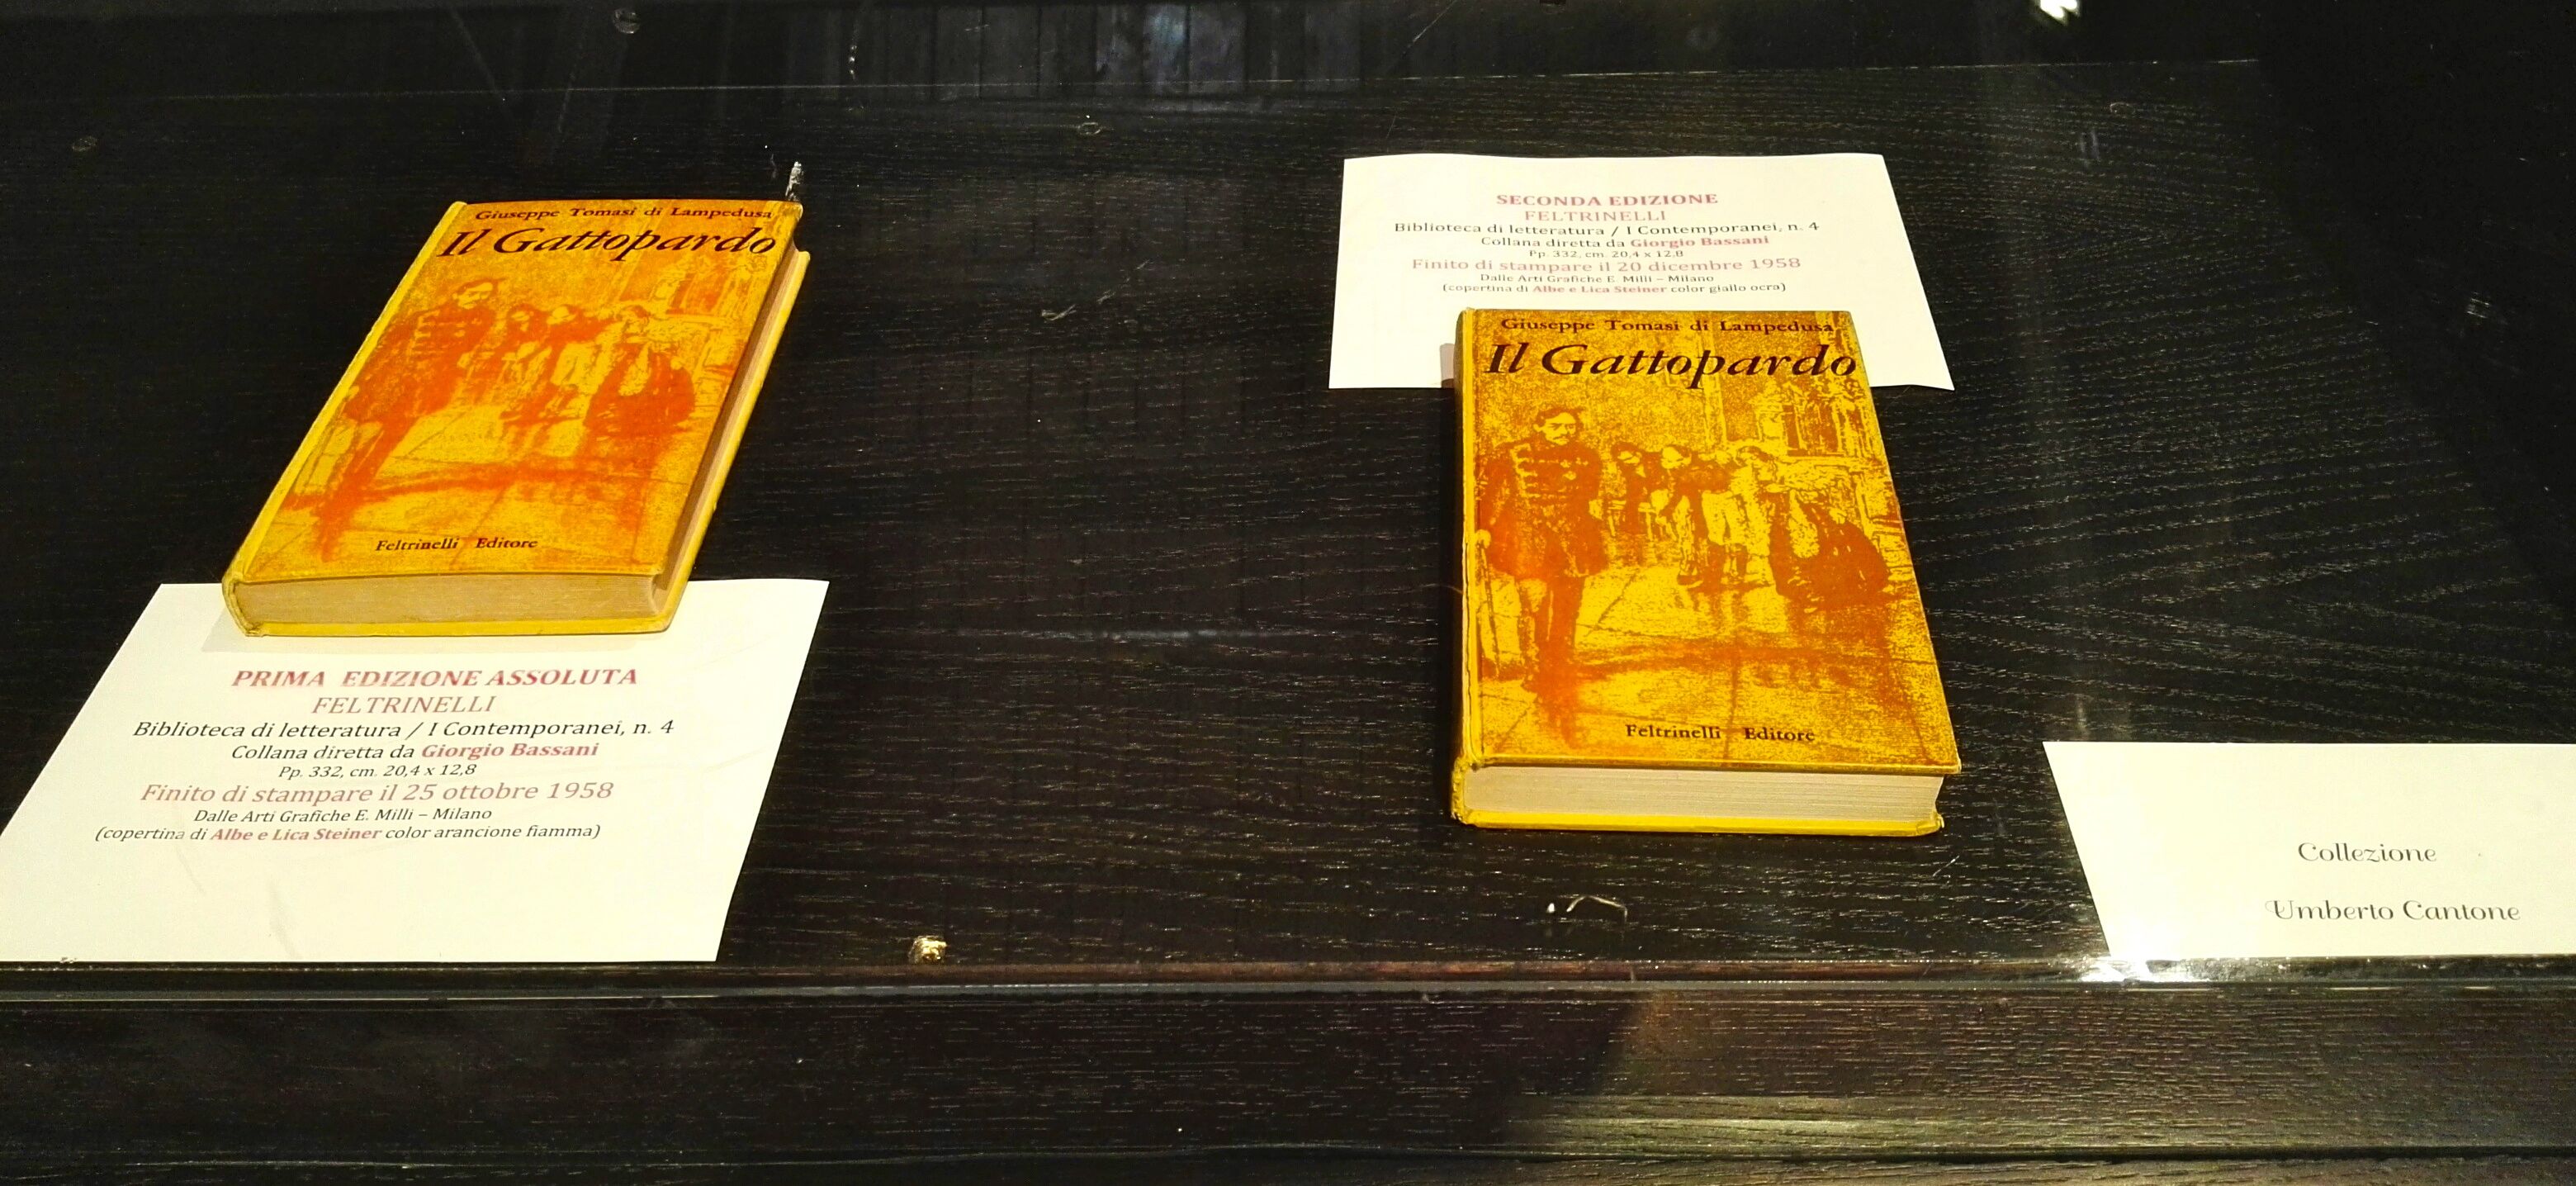 Giuseppe Tomasi di Lampedusa
Il Gattopardo
Feltrinelli Editore
PRIMA EDIZIONE ASSOLUTA
FELTRINELLI
Biblioteca di letteratura / I Contemporanei, n. 4
Collana diretta da Giorgio Bassani
Pp. 332, cm. 20,4 x 12,8
Finito di stampare il 25 ottobre 1958
Dalle Arti Grafiche E. Milli – Milano
(copertina di Albe e Lica Steiner color arancione fiamma)
SECONDA EDIZIONE
FELTRINELLI
Biblioteca di letteratura / I Contemporanei, n. 4
Collana diretta da Giorgio Bassani
Pp. 332, cm. 20,4 x 12,8
Finito di stampare il 20 dicembre 1958
Dalle Arti Grafiche E. Milli – Milano
(copertina di Albe e Lica Steiner color giallo ocra)
Giuseppe Tomasi di Lampedusa
Il Gattopardo
Feltrinelli Editore
Collezione
Umberto Cantone